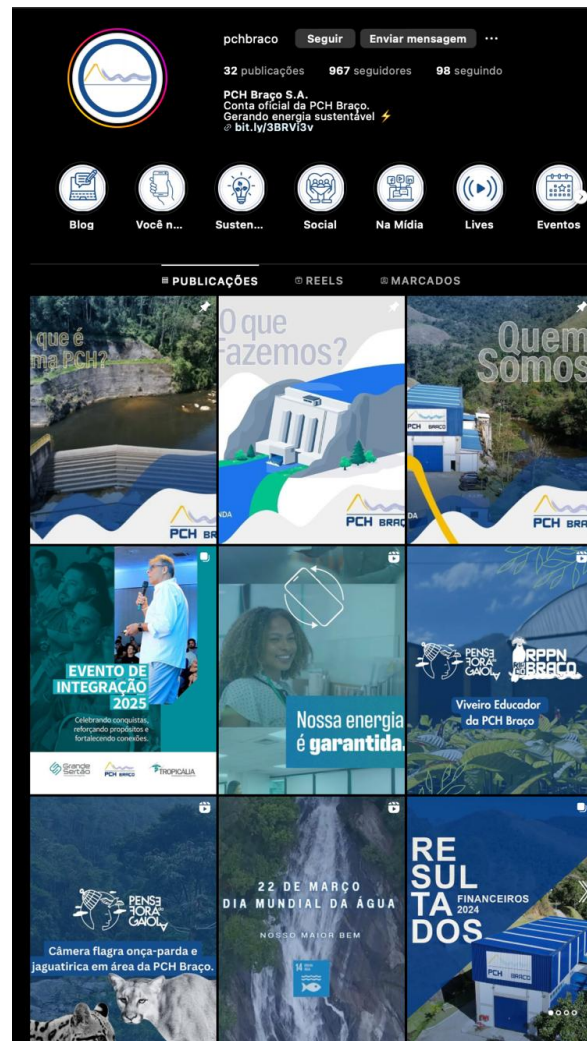 pchbraco Seguir Enviar mensagem ...
32 publicações 967 seguidores 98 seguindo
PCH Braço S.A.
Conta oficial da PCH Braço.
Gerando energia sustentável ⚡
bit.ly/3BRVi3v
Blog Você n... Susten... Social Na Mídia Lives Eventos
PUBLICAÇÕES REELS MARCADOS
que é
ma PCH?
PCH BRA
O que
Fazemos?
NDA
PCH BRAÇ
Quem
Somos
PCH BRAÇO
DA
PCH BRA
EVENTO DE
INTEGRAÇÃO
2025
Celebrando conquistas,
reforçando propósitos e
fortalecendo conexões.
Grande
Sertão
PCH BRAÇO
TROPICÁLIA
Nossa energia
é garantida.
PENSE
FORA DA
GAIOLA
RPPN
BRAÇO
Viveiro Educador
da PCH Braço
PENSE
FORA DA
GAIOLA
Câmera flagra onça-parda e
jaguatirica em área da PCH Braço.
22 DE MARÇO
DIA MUNDIAL DA ÁGUA
NOSSO MAIOR BEM
14
RE
SUL
TA
DOS
FINANCEIROS
2024
PCH BRAÇO